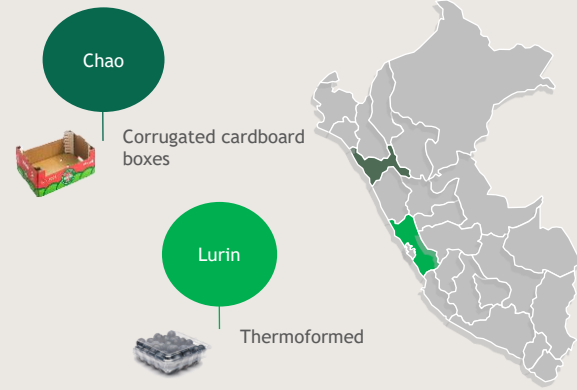 Chao
Corrugated cardboard
boxes
Lurin
Thermoformed